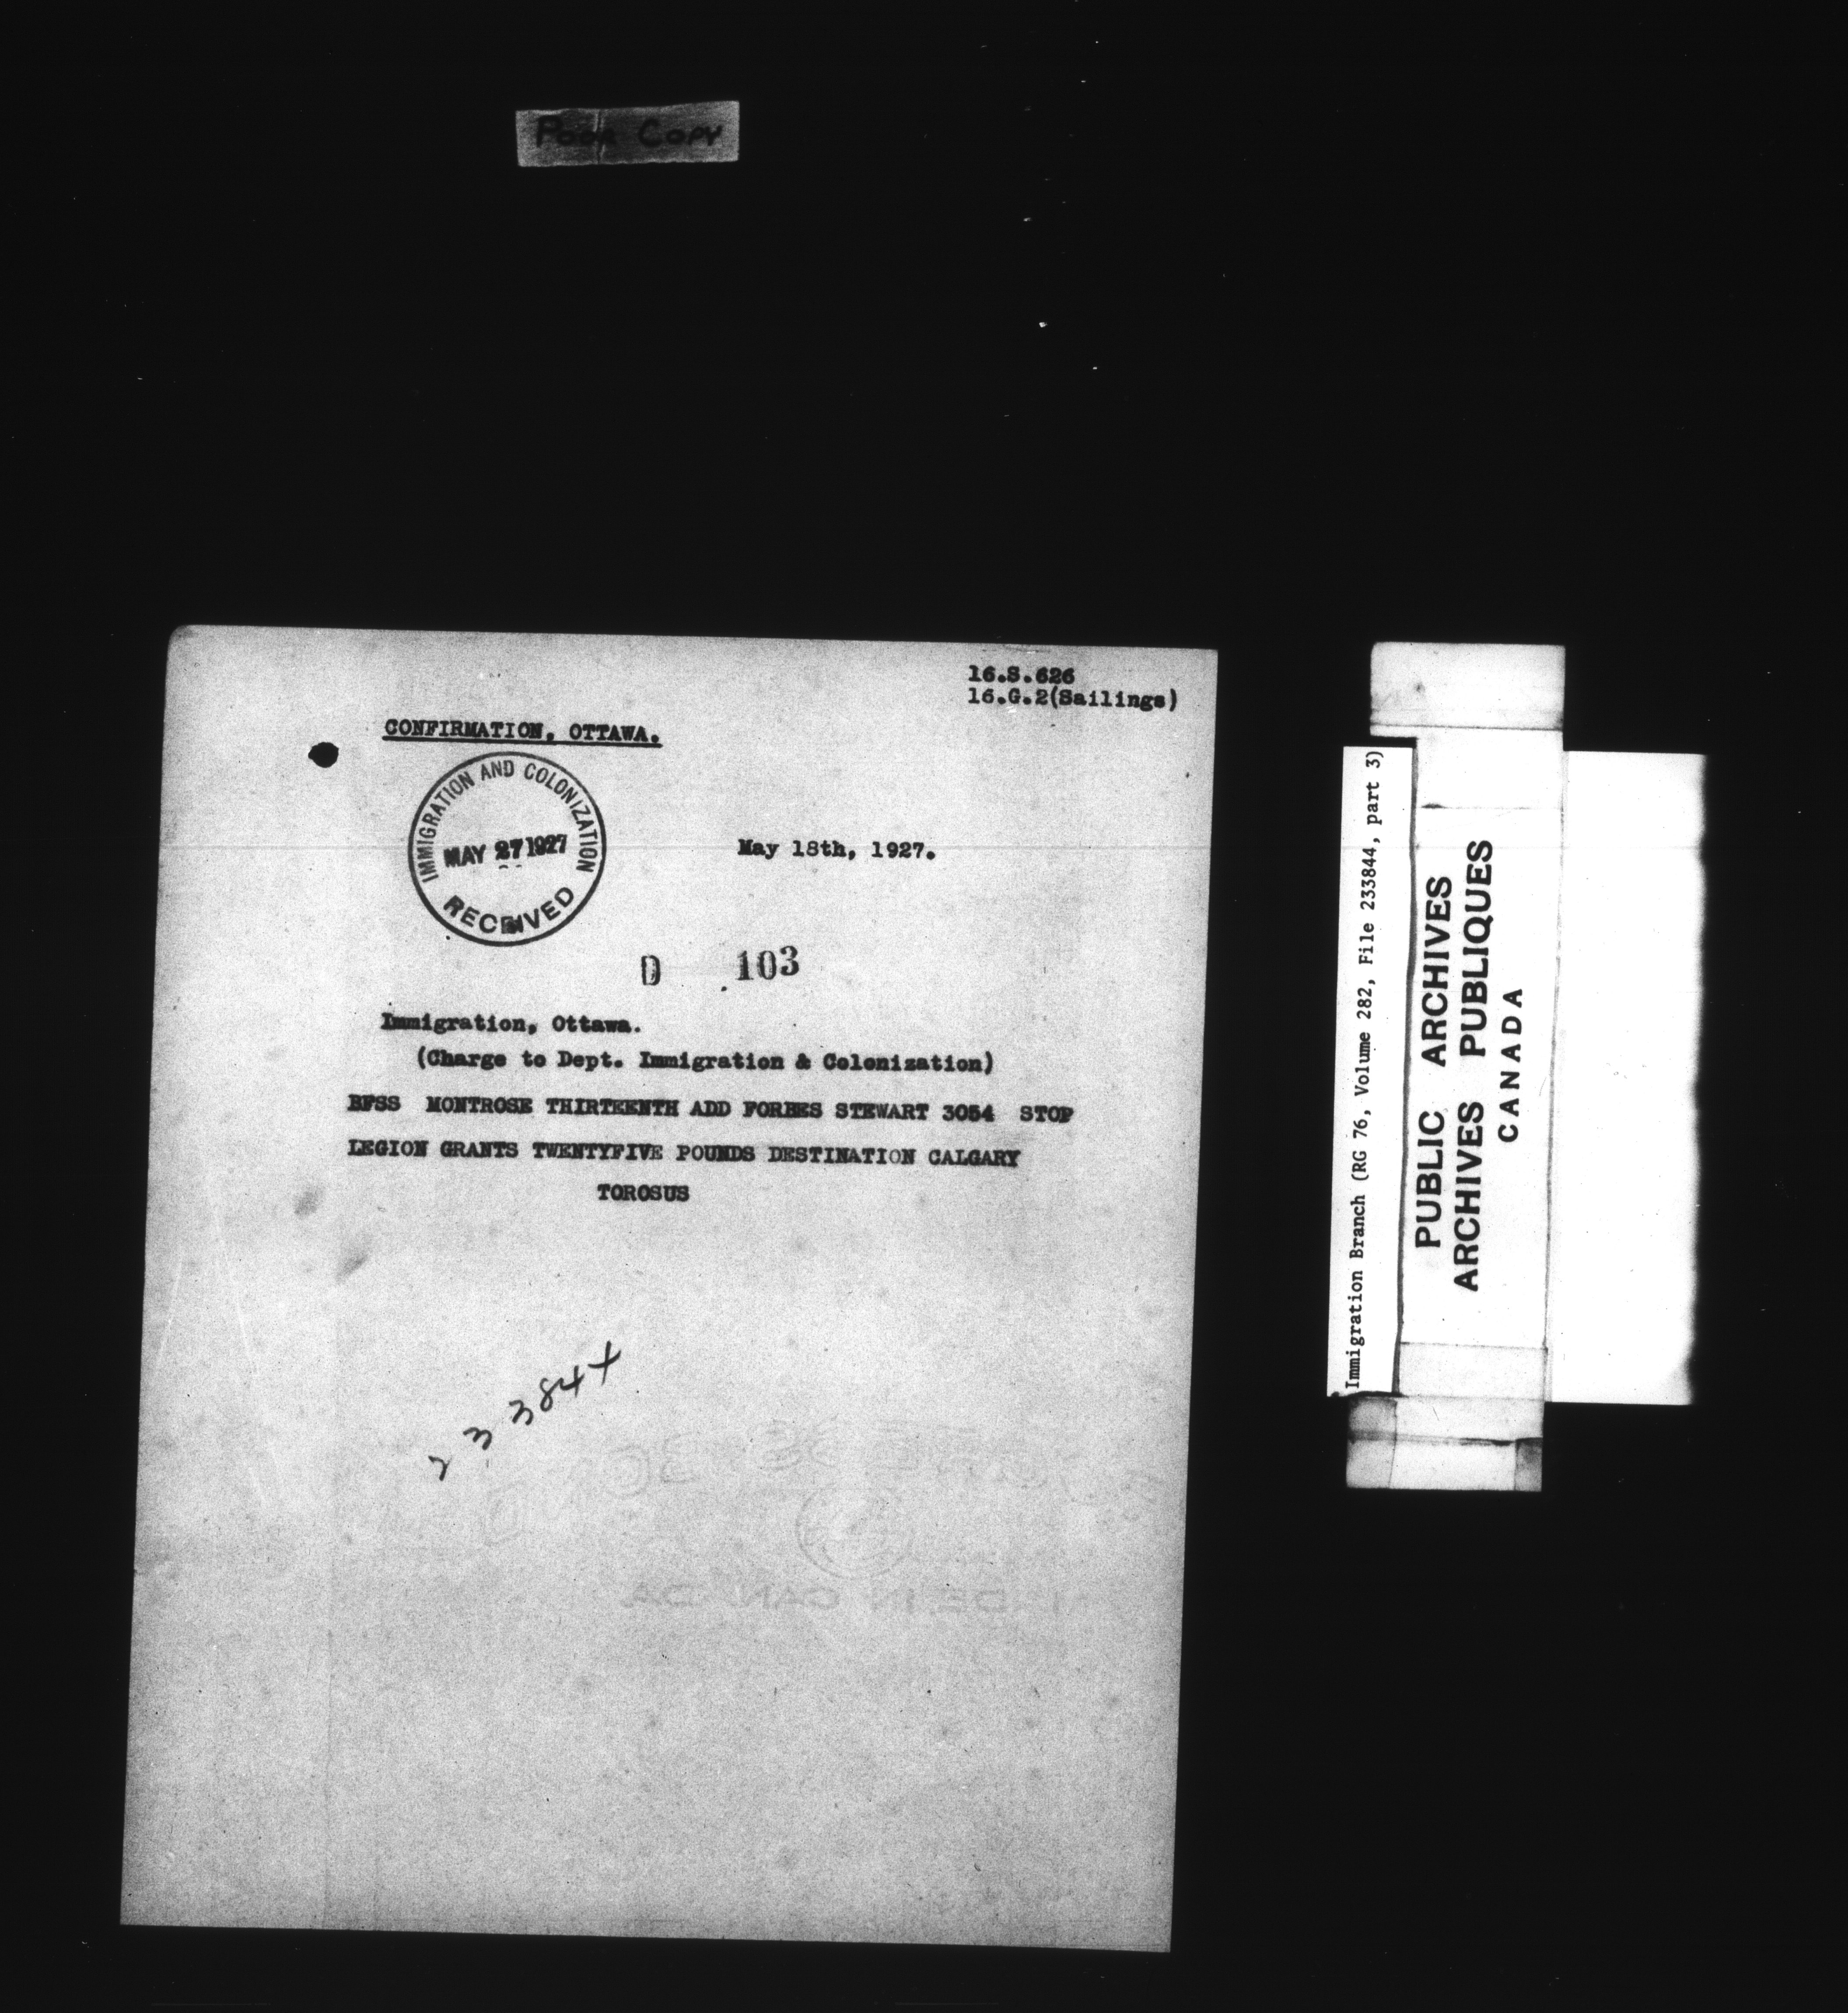 Poor Copy
16.S.626
16.G.2(Sailings)
CONFIRMATION, OTTAWA.
IMMIGRATION AND COLONIZATION
MAY 27 1927
RECEIVED
May 18th, 1927.
D 103
Immigration, Ottawa.
(Charge to Dept. Immigration & Colonization)
BFSS MONTROSE THIRTEENTH ADD FORBES STEWART 3054 STOP
LEGION GRANTS TWENTYFIVE POUNDS DESTINATION CALGARY
TOROSUS
233844
Immigration Branch (RG 76, Volume 282, File 233844, part 3)
PUBLIC ARCHIVES
ARCHIVES PUBLIQUES
CANADA